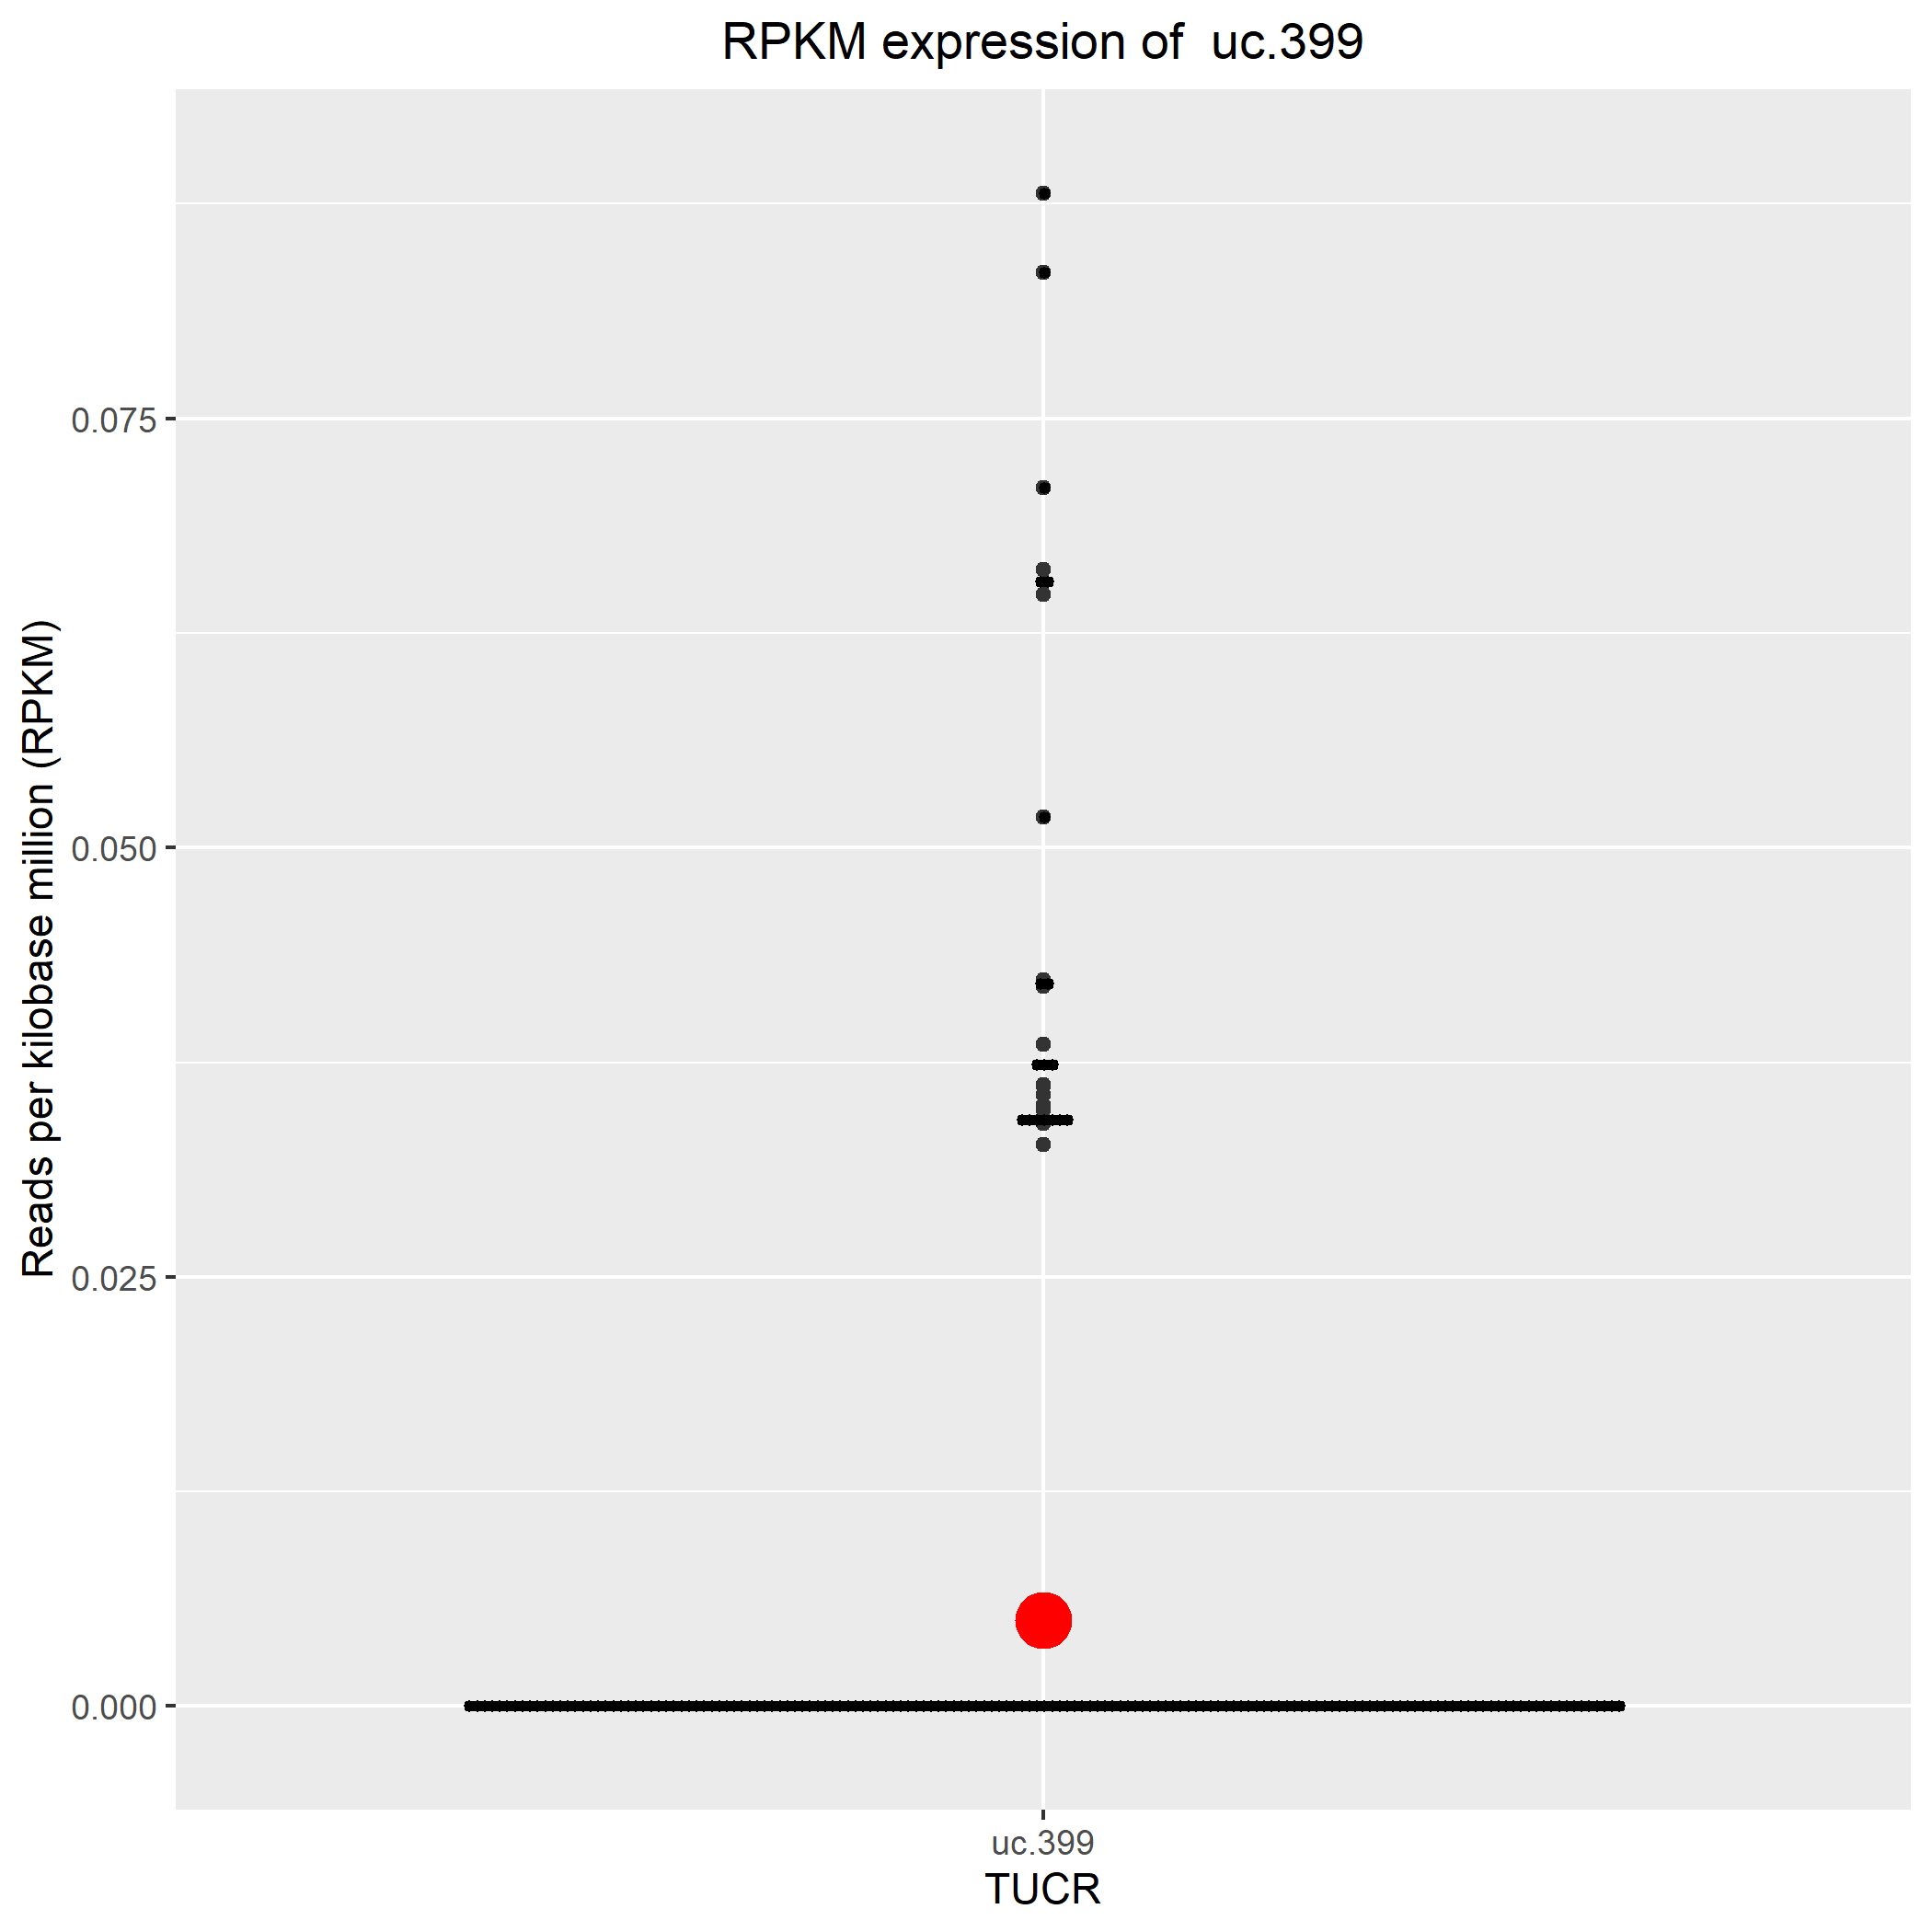 RPKM expression of  uc.399
Reads per kilobase million (RPKM)
0.075
0.050
0.025
0.000
uc.399
TUCR